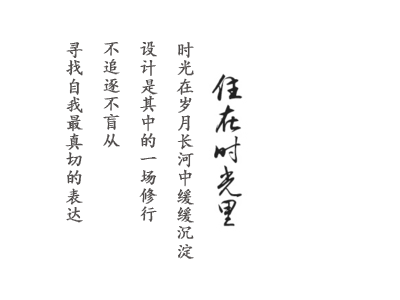 住在时光里
时光在岁月长河中缓缓沉淀
设计是其中的一场修行
不追逐不盲从
寻找自我最真切的表达